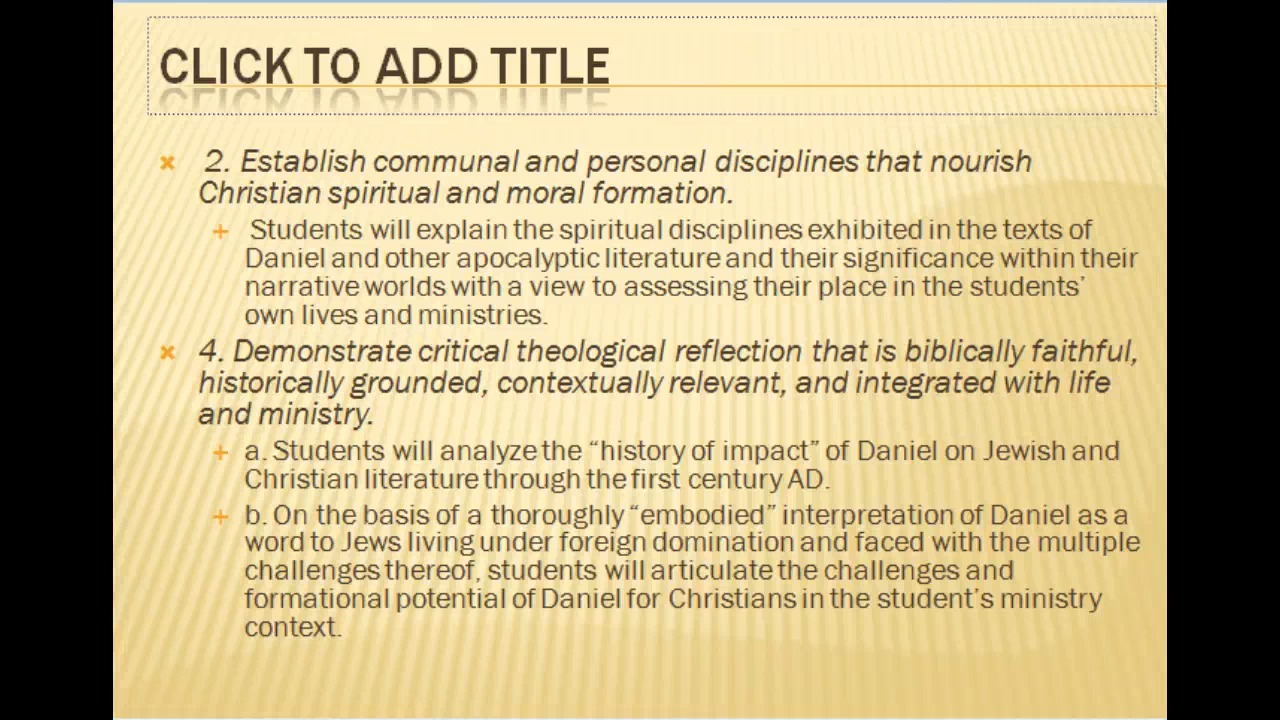 CLICK TO ADD TITLE
2. Establish communal and personal disciplines that nourish
Christian spiritual and moral formation.
Students will explain the spiritual disciplines exhibited in the texts of
Daniel and other apocalyptic literature and their significance within their
narrative worlds with a view to assessing their place in the students’
own lives and ministries.
4. Demonstrate critical theological reflection that is biblically faithful,
historically grounded, contextually relevant, and integrated with life
and ministry.
a. Students will analyze the “history of impact” of Daniel on Jewish and
Christian literature through the first century AD.
b. On the basis of a thoroughly “embodied” interpretation of Daniel as a
word to Jews living under foreign domination and faced with the multiple
challenges thereof, students will articulate the challenges and
formational potential of Daniel for Christians in the student’s ministry
context.